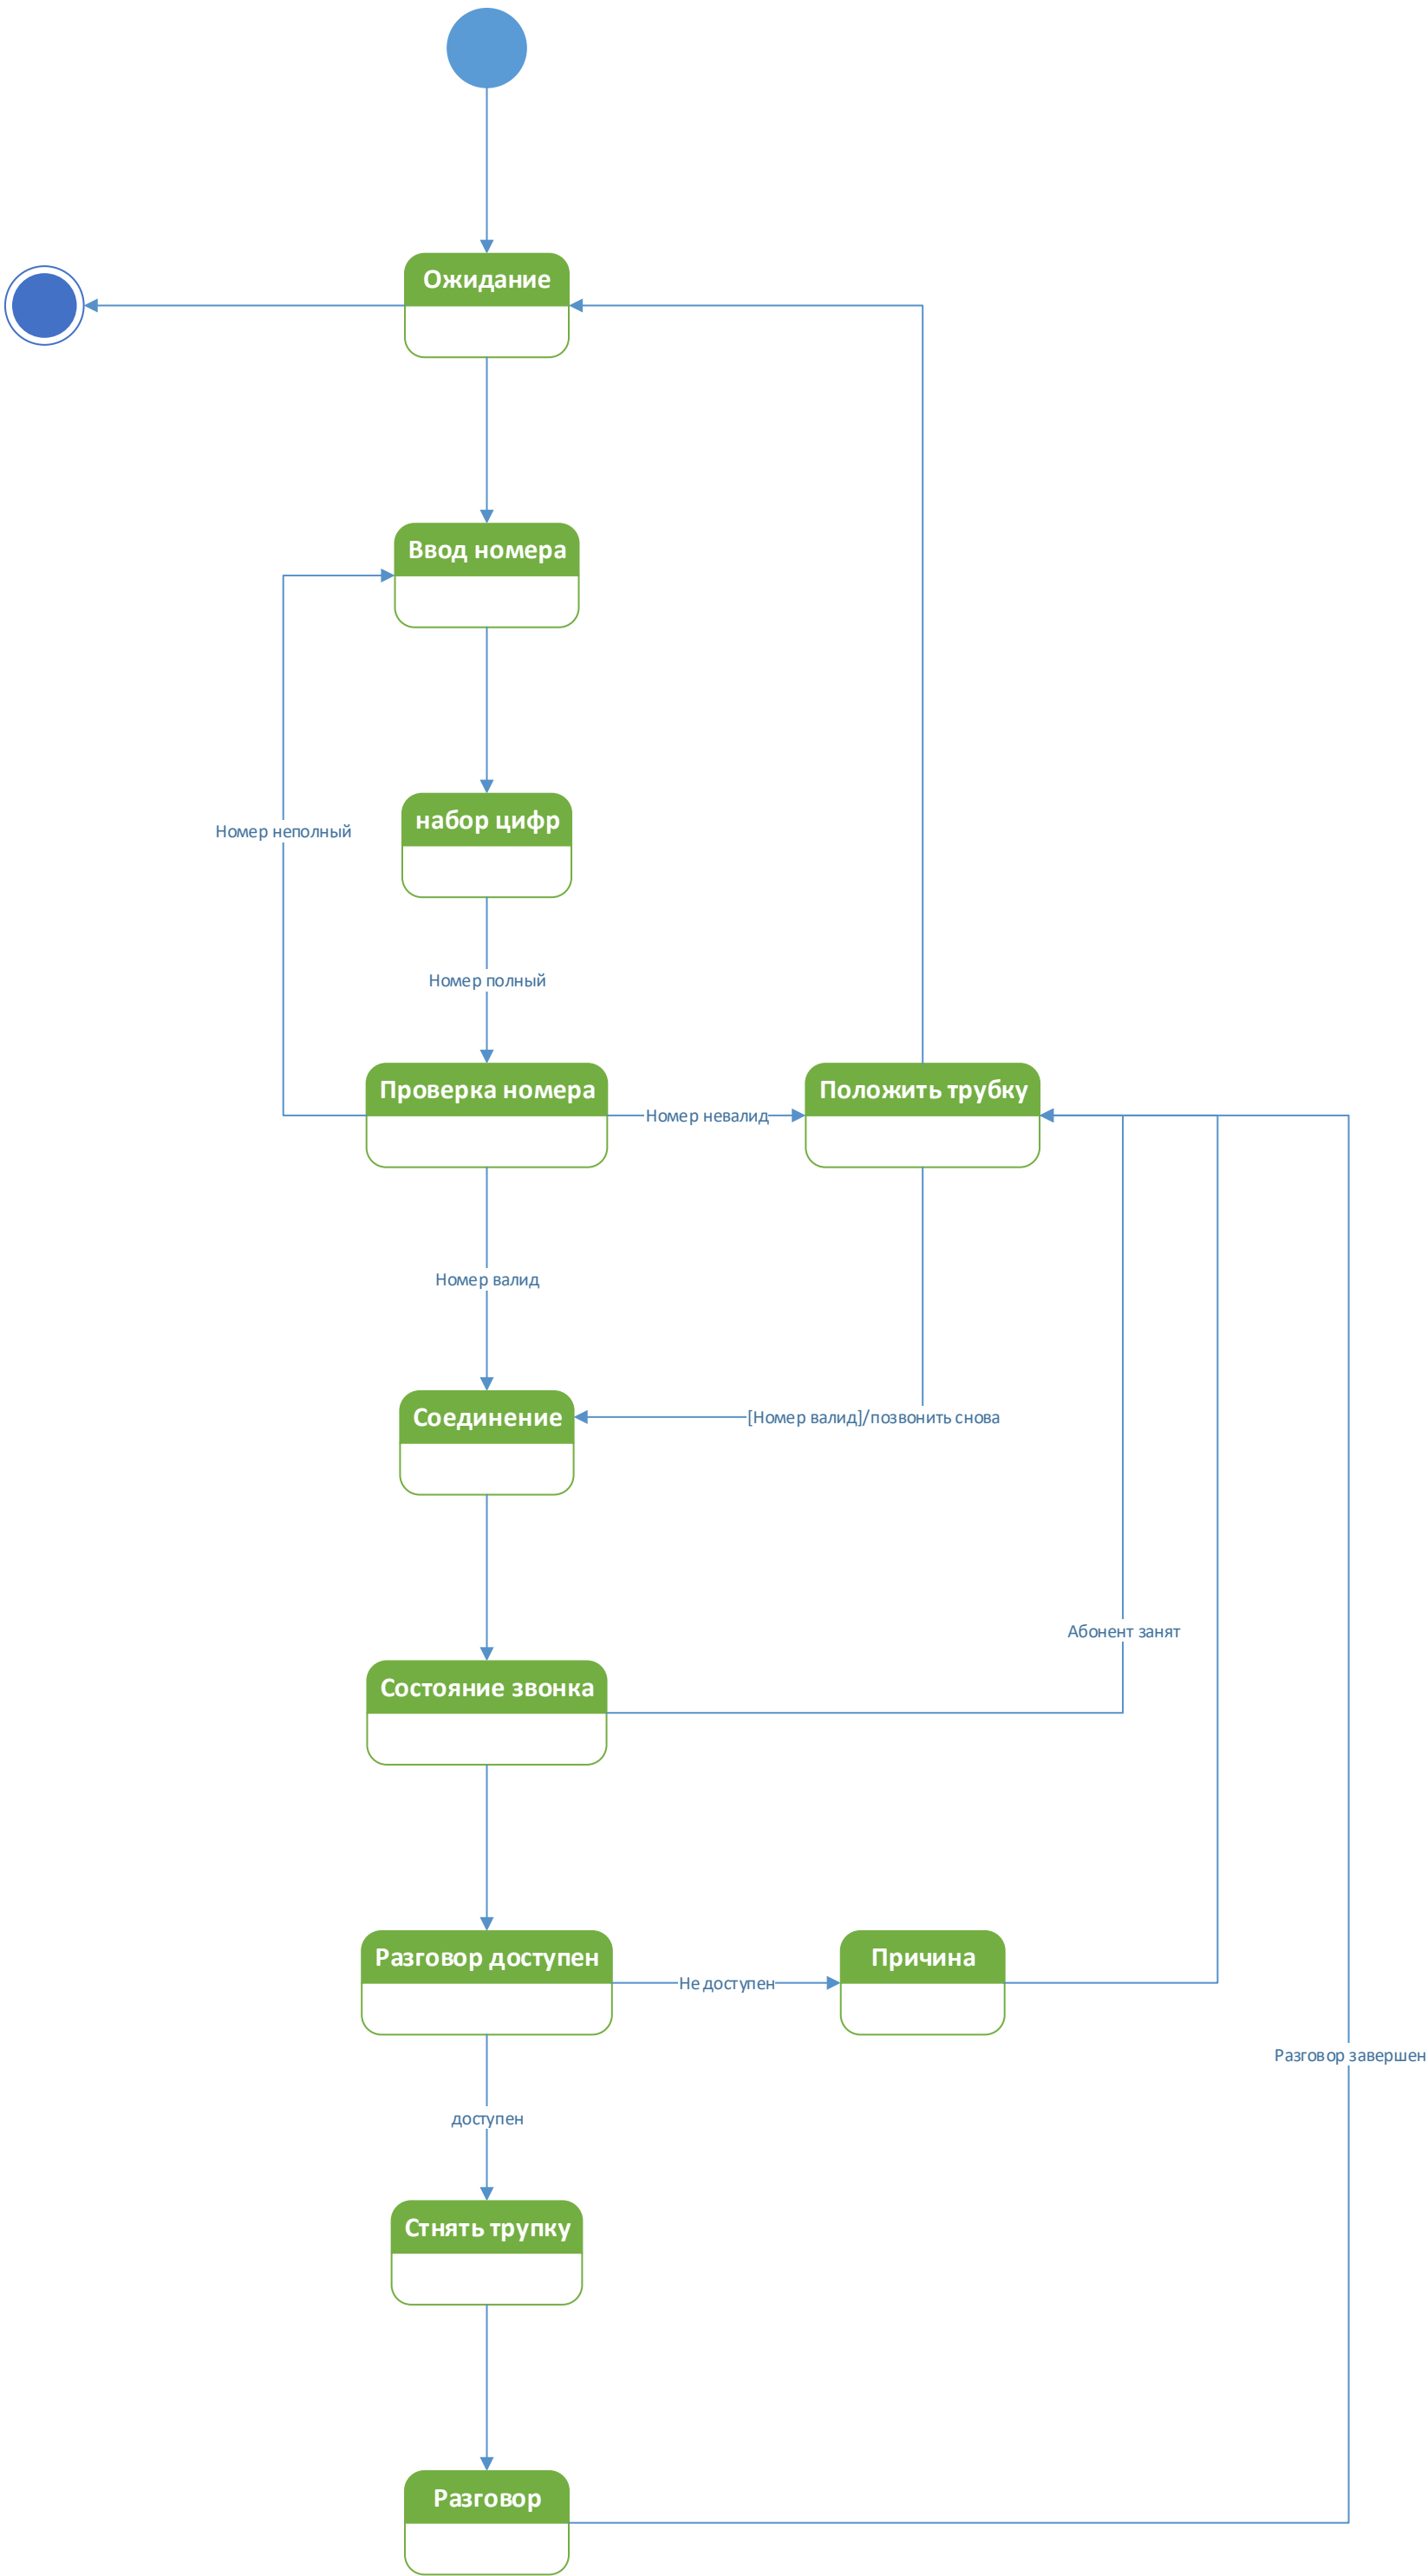 Ожидание
Ввод номера
набор цифр
Номер неполный
Номер полный
Проверка номера
Номер невалид
Положить трубку
Номер валид
Соединение
[Номер валид]/позвонить снова
Абонент занят
Состояние звонка
Разговор доступен
Не доступен
Причина
Разговор завершен
доступен
Стнять трупку
Разговор